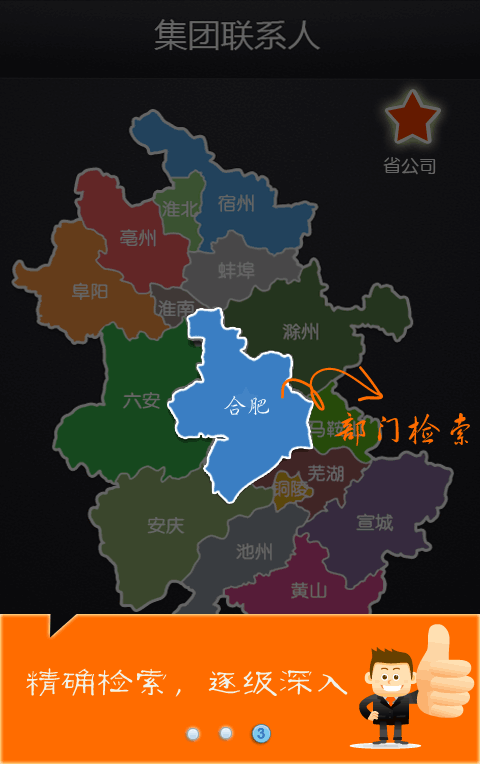 集团联系人
省公司
宿州
淮北
亳州
蚌埠
阜阳
淮南
滁州
六安
合肥
马鞍
部门检索
芜湖
铜陵
安庆
宣城
池州
黄山
精确检索，逐级深入
3